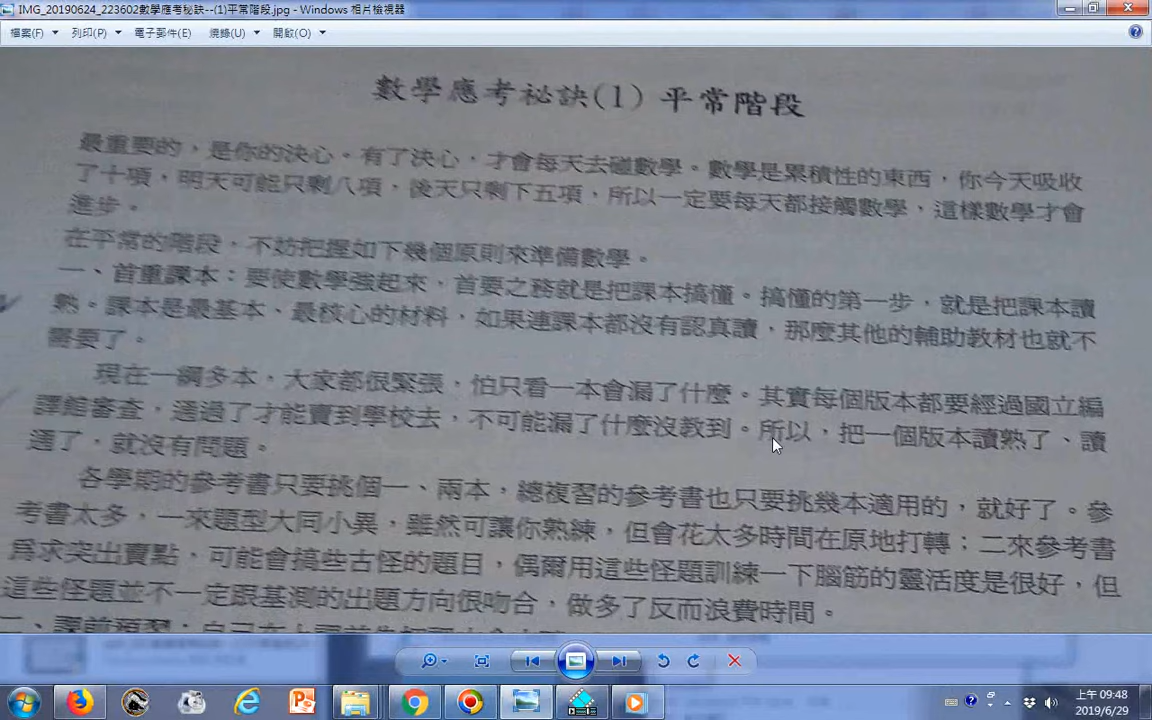 IMG_20190624_223602數學應考秘訣--(1)平常階段.jpg - Windows 相片檢視器
檔案(F) 列印(P) 電子郵件(E) 燒錄(U) 開啟(O)
數學應考祕訣(1) 平常階段
最重要的，是你的決心。有了決心，才會每天去碰數學。數學是累積性的東西，你今天吸收
了十項，明天可能只剩八項，後天只剩下五項，所以一定要每天都接觸數學，這樣數學才會
進步。
在平常的階段，不妨把握如下幾個原則來準備數學。
一、首重課本：要使數學強起來，首要之務就是把課本搞懂。搞懂的第一步，就是把課本讀
熟。課本是最基本、最核心的材料，如果連課本都沒有認真讀，那麼其他的輔助教材也就不
需要了。
現在一綱多本，大家都很緊張，怕只看一本會漏了什麼。其實每個版本都要經過國立編
譯館審查，通過了才能賣到學校去，不可能漏了什麼沒教到。所以，把一個版本讀熟了、讀
通了，就沒有問題。
各學期的參考書只要挑個一、兩本，總複習的參考書也只要挑幾本適用的，就好了。參
考書太多，一來題型大同小異，雖然可讓你熟練，但會花太多時間在原地打轉；二來參考書
為求突出賣點，可能會搞些古怪的題目，偶爾用這些怪題訓練一下腦筋的靈活度是很好，但
這些怪題並不一定跟基測的出題方向很吻合，做多了反而浪費時間。
二、課前預習：自己在上課前先
上午 09:48
2019/6/29